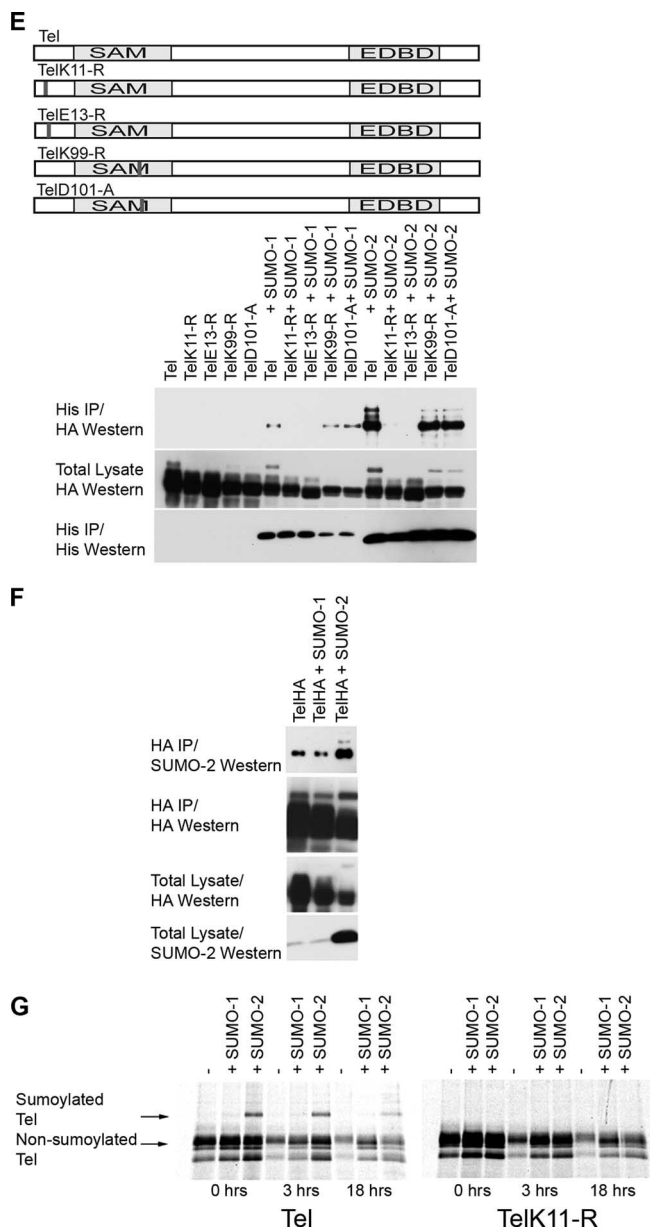 E
Tel
SAM EDBD
TelK11-R
SAM EDBD
TelE13-R
SAM EDBD
TelK99-R
SAM EDBD
TelD101-A
SAM EDBD
Tel
TelK11-R
TelE13-R
TelK99-R
TelD101-A
Tel + SUMO-1
TelK11-R+ SUMO-1
TelE13-R + SUMO-1
TelK99-R + SUMO-1
TelD101-A+ SUMO-1
Tel + SUMO-2
TelK11-R+ SUMO-2
TelE13-R + SUMO-2
TelK99-R + SUMO-2
TelD101-A+ SUMO-2
His IP/
HA Western
Total Lysate
HA Western
His IP/
His Western
F
TelHA
TelHA + SUMO-1
TelHA + SUMO-2
HA IP/
SUMO-2 Western
HA IP/
HA Western
Total Lysate/
HA Western
Total Lysate/
SUMO-2 Western
G
-
+ SUMO-1
+ SUMO-2
-
+ SUMO-1
+ SUMO-2
-
+ SUMO-1
+ SUMO-2
-
+ SUMO-1
+ SUMO-2
-
+ SUMO-1
+ SUMO-2
-
+ SUMO-1
+ SUMO-2
Sumoylated
Tel
Non-sumoylated
Tel
0 hrs 3 hrs 18 hrs 0 hrs 3 hrs 18 hrs
Tel TelK11-R